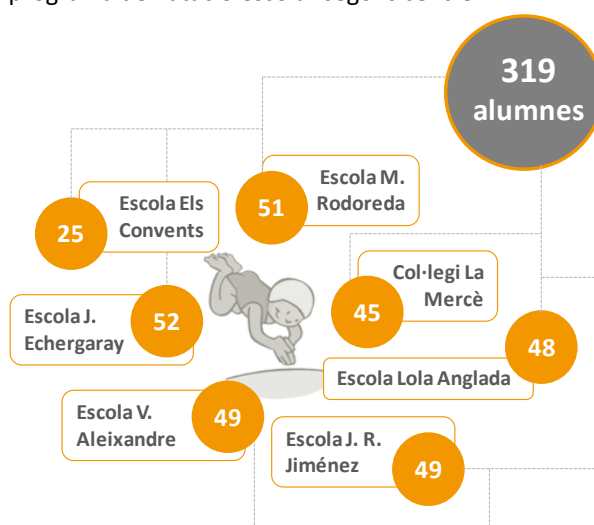 319
alumnes
Escola M.
Rodoreda
51
Escola Els
Convents
25
Col·legi La
Mercè
45
Escola J.
Echergaray
52
48
Escola Lola Anglada
Escola V.
Aleixandre
49
Escola J. R.
Jiménez
49